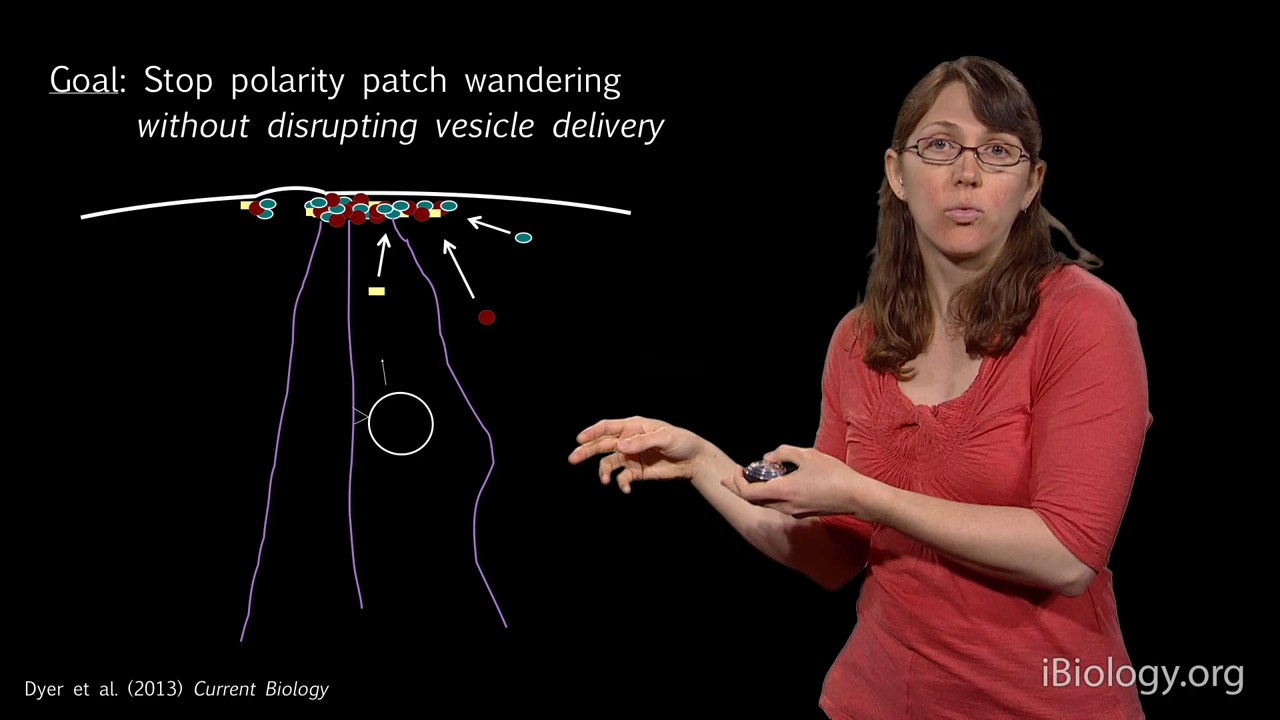 Goal: Stop polarity patch wandering
without disrupting vesicle delivery
Dyer et al. (2013) Current Biology
iBiology.org